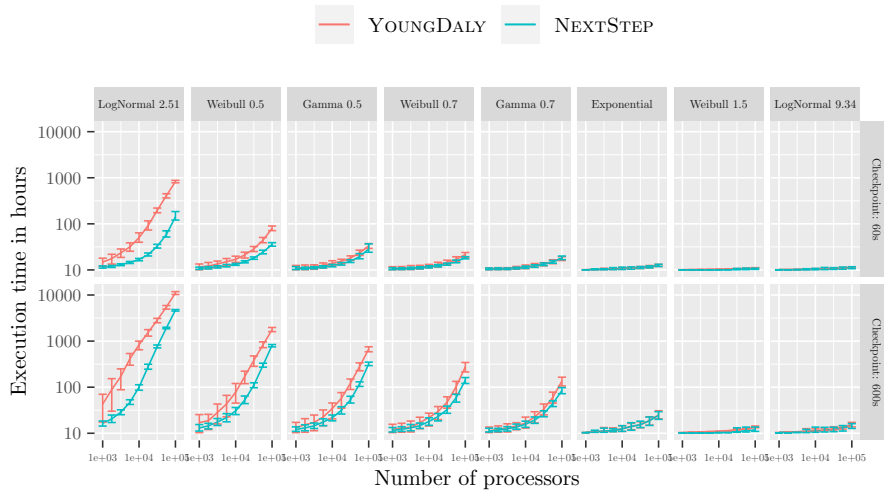 YOUNGDALY NEXTSTEP
LogNormal 2.51 Weibull 0.5 Gamma 0.5 Weibull 0.7 Gamma 0.7 Exponential Weibull 1.5 LogNormal 9.34
10000
1000
100
10
Checkpoint: 60s
10000
1000
100
10
Checkpoint: 600s
Execution time in hours
1e+03 1e+04 1e+05 1e+03 1e+04 1e+05 1e+03 1e+04 1e+05 1e+03 1e+04 1e+05 1e+03 1e+04 1e+05 1e+03 1e+04 1e+05 1e+03 1e+04 1e+05 1e+03 1e+04 1e+05
Number of processors